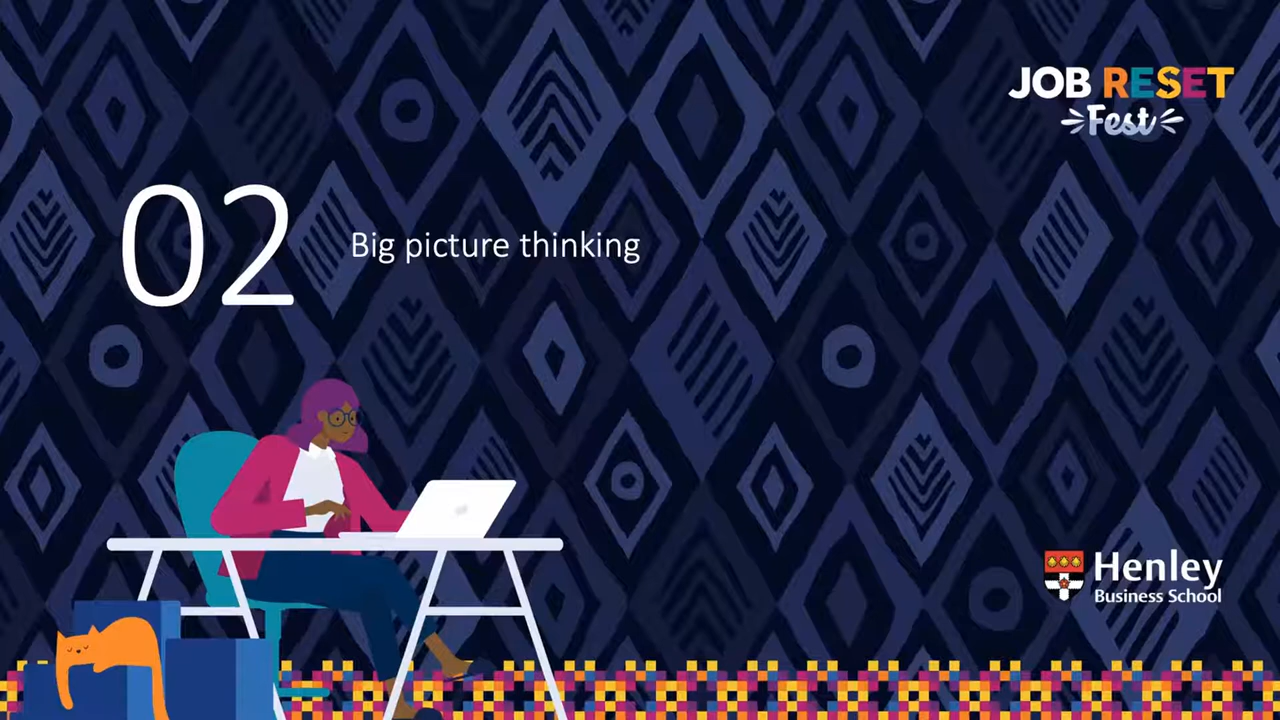 JOB RESET
Fest
02
Big picture thinking
Henley
Business School